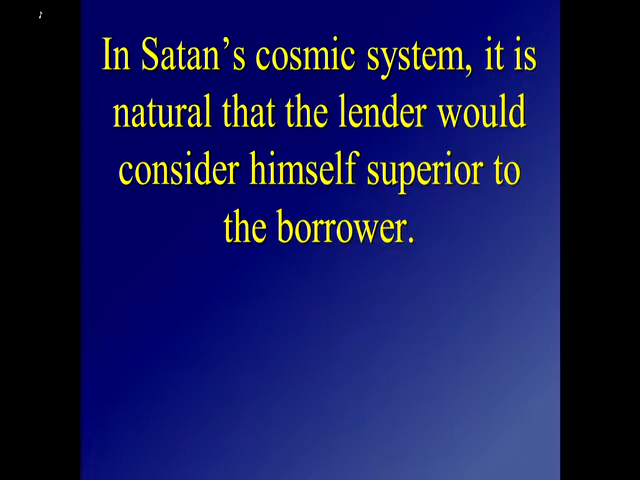 In Satan’s cosmic system, it is
natural that the lender would
consider himself superior to
the borrower.